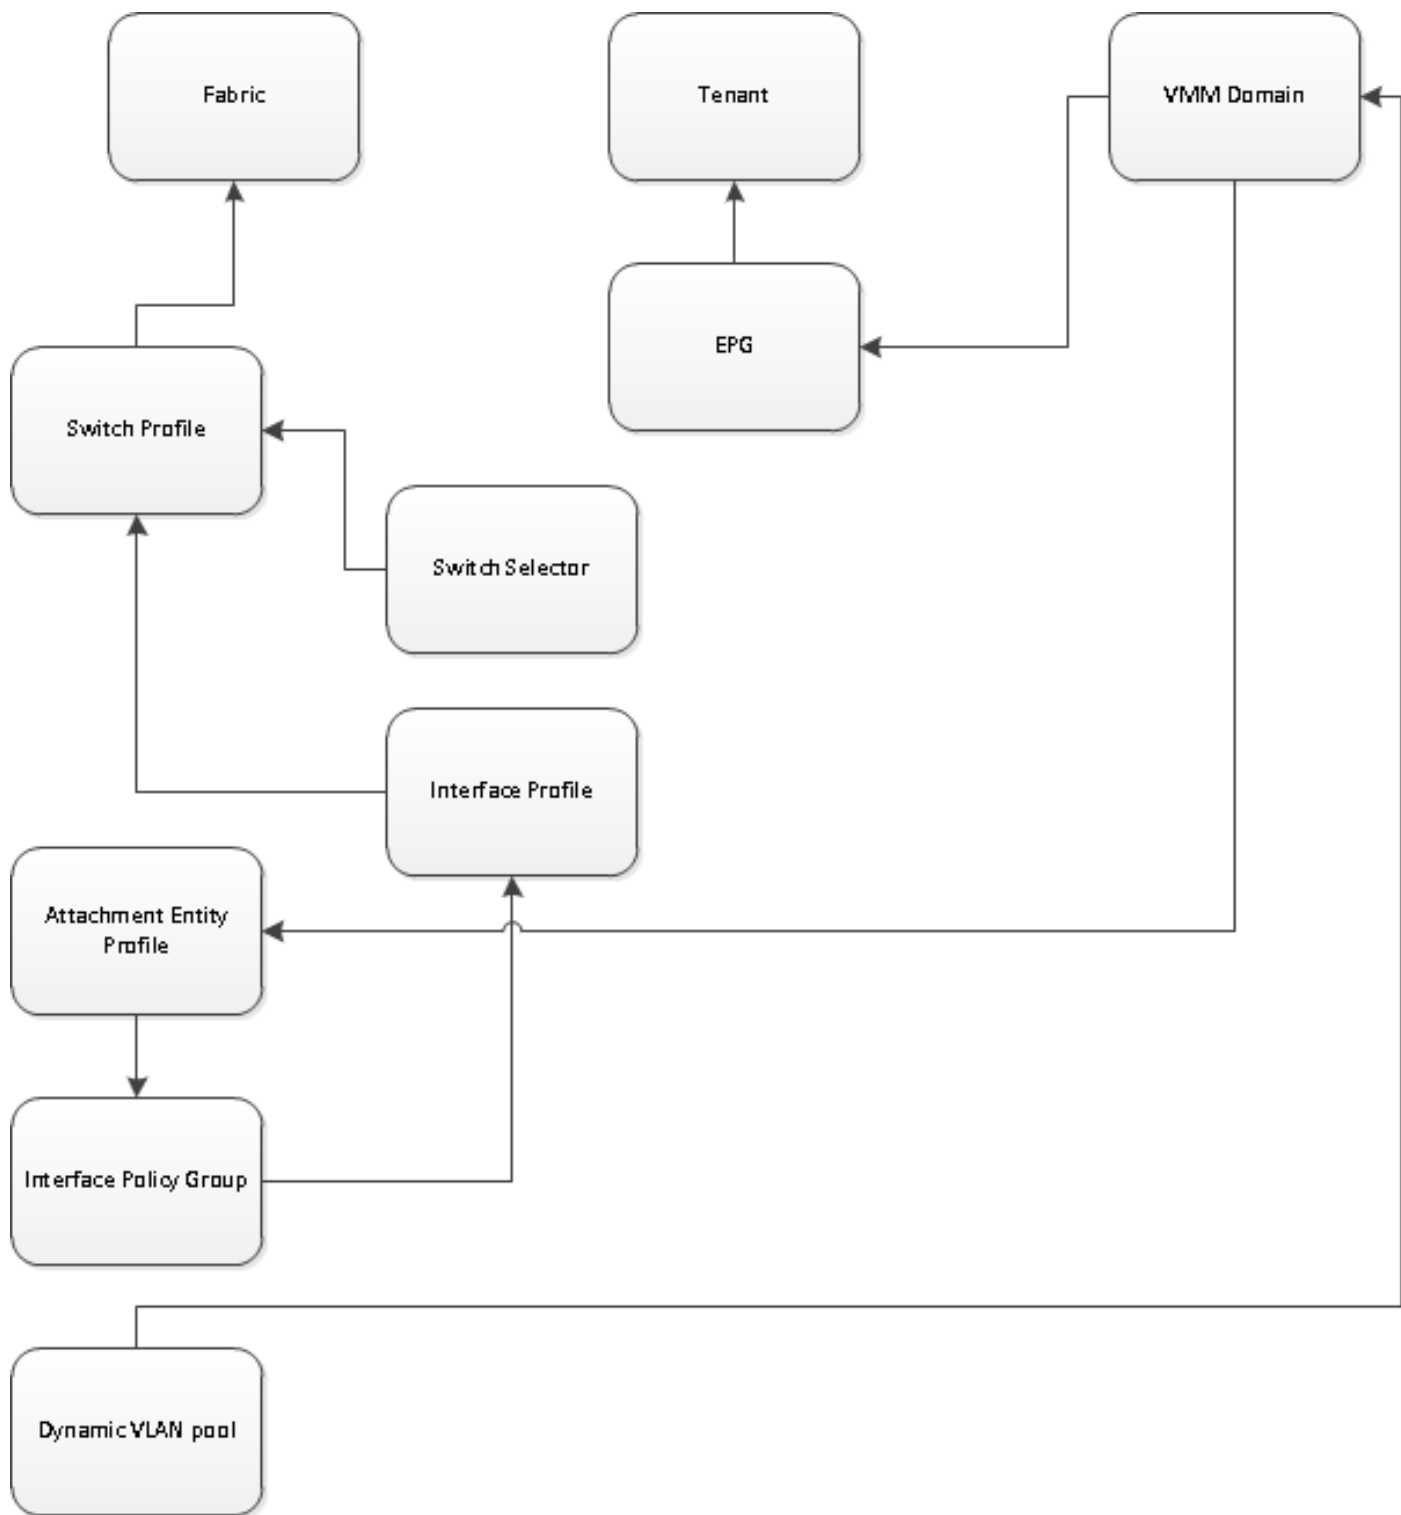 Fabric
Tenant
VMM Domain
EPG
Switch Profile
Switch Selector
Interface Profile
Attachment Entity
Profile
Interface Policy Group
Dynamic VLAN pool